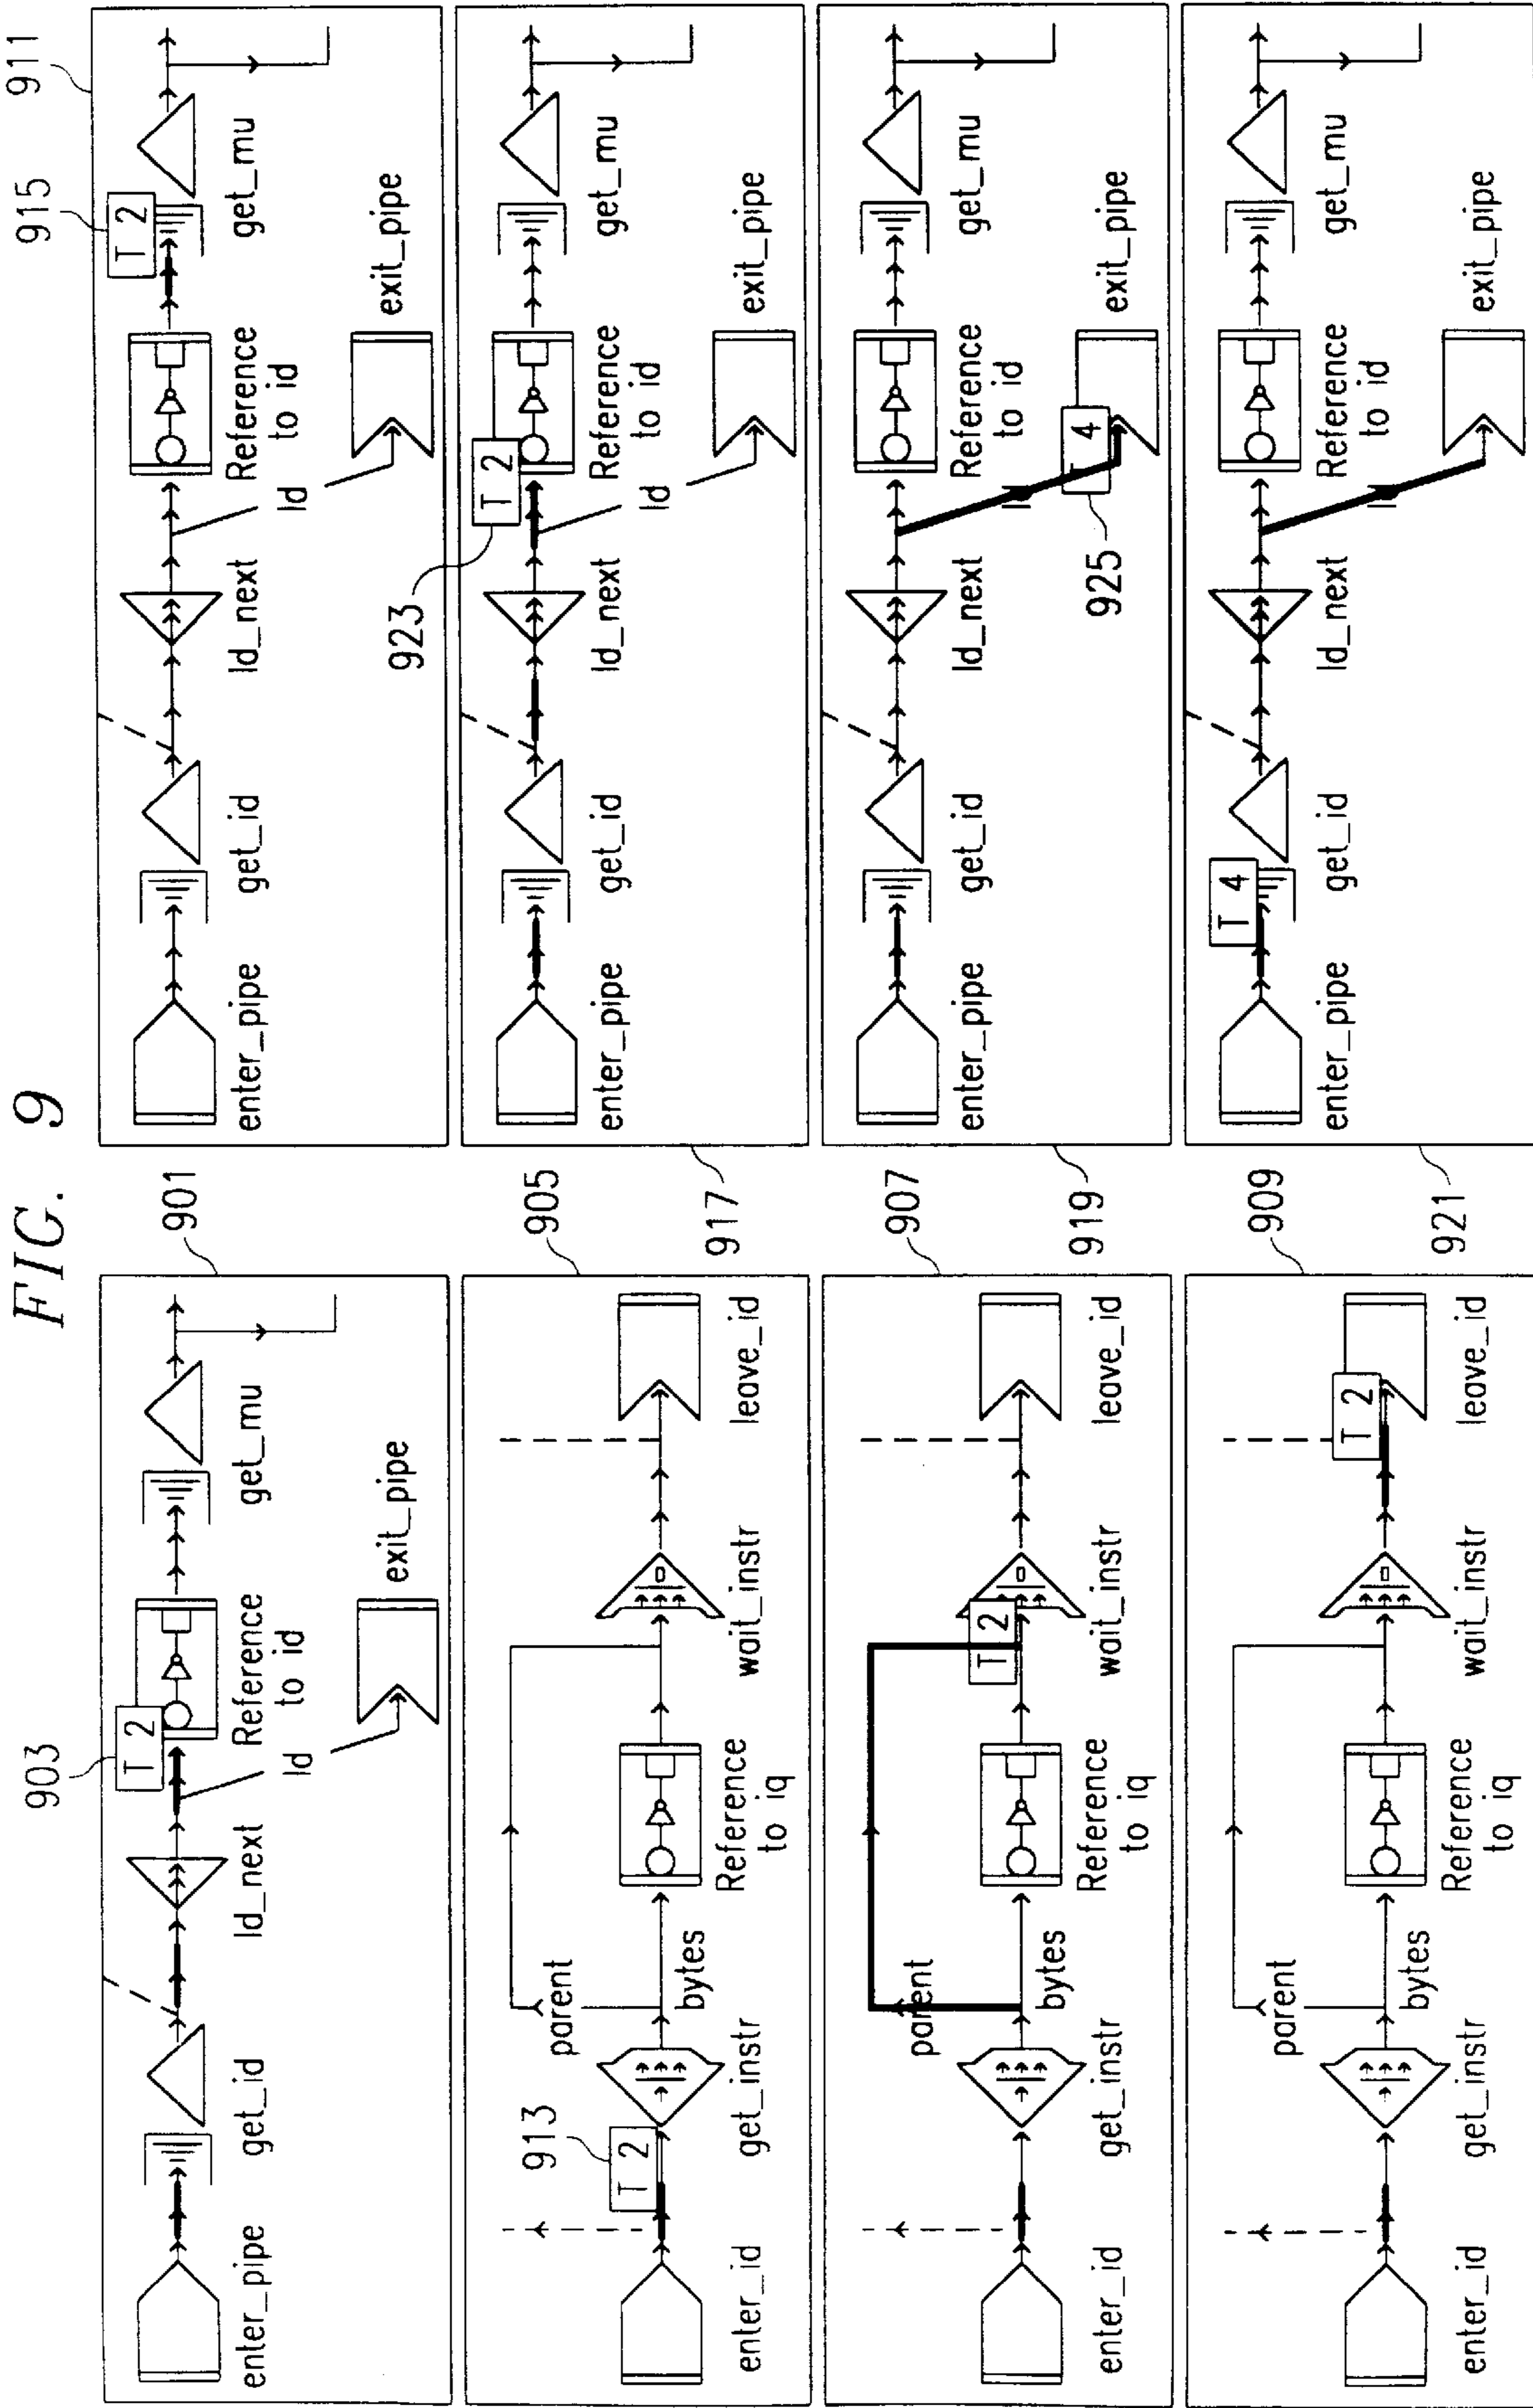 FIG. 9
903
901
T 2
enter_pipe
get_id
ld_next
Reference
to id
get_mu
ld
exit_pipe
905
913
T 2
parent
bytes
enter_id
get_instr
Reference
to iq
wait_instr
leave_id
907
T 2
parent
bytes
enter_id
get_instr
Reference
to iq
wait_instr
leave_id
909
T 2
parent
bytes
enter_id
get_instr
Reference
to iq
wait_instr
leave_id
911
915
T 2
enter_pipe
get_id
ld_next
Reference
to id
get_mu
ld
exit_pipe
917
923
T 2
enter_pipe
get_id
ld_next
Reference
to id
get_mu
ld
exit_pipe
919
enter_pipe
get_id
ld_next
Reference
to id
get_mu
4
925
exit_pipe
921
T 4
enter_pipe
get_id
ld_next
Reference
to id
get_mu
exit_pipe